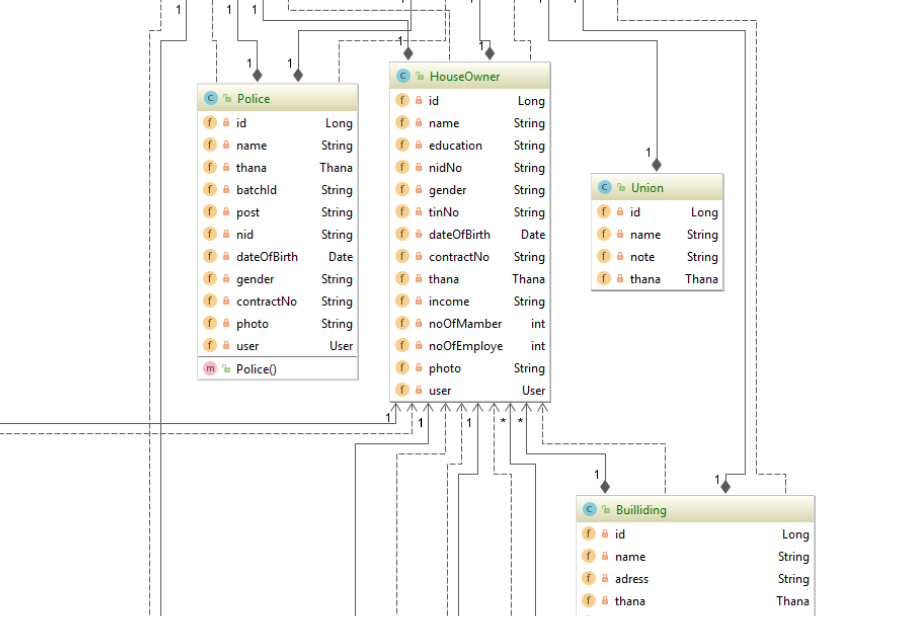 1
1
1
1
1
1
1
1
Police
id Long
name String
thana Thana
batchId String
post String
nid String
dateOfBirth Date
gender String
contractNo String
photo String
user User
Police()
HouseOwner
id Long
name String
education String
nidNo String
gender String
tinNo String
dateOfBirth Date
contractNo String
thana Thana
income String
noOfMamber int
noOfEmploye int
photo String
user User
Union
id Long
name String
note String
thana Thana
1
1
1
*
*
1
1
Builliding
id Long
name String
adress String
thana Thana